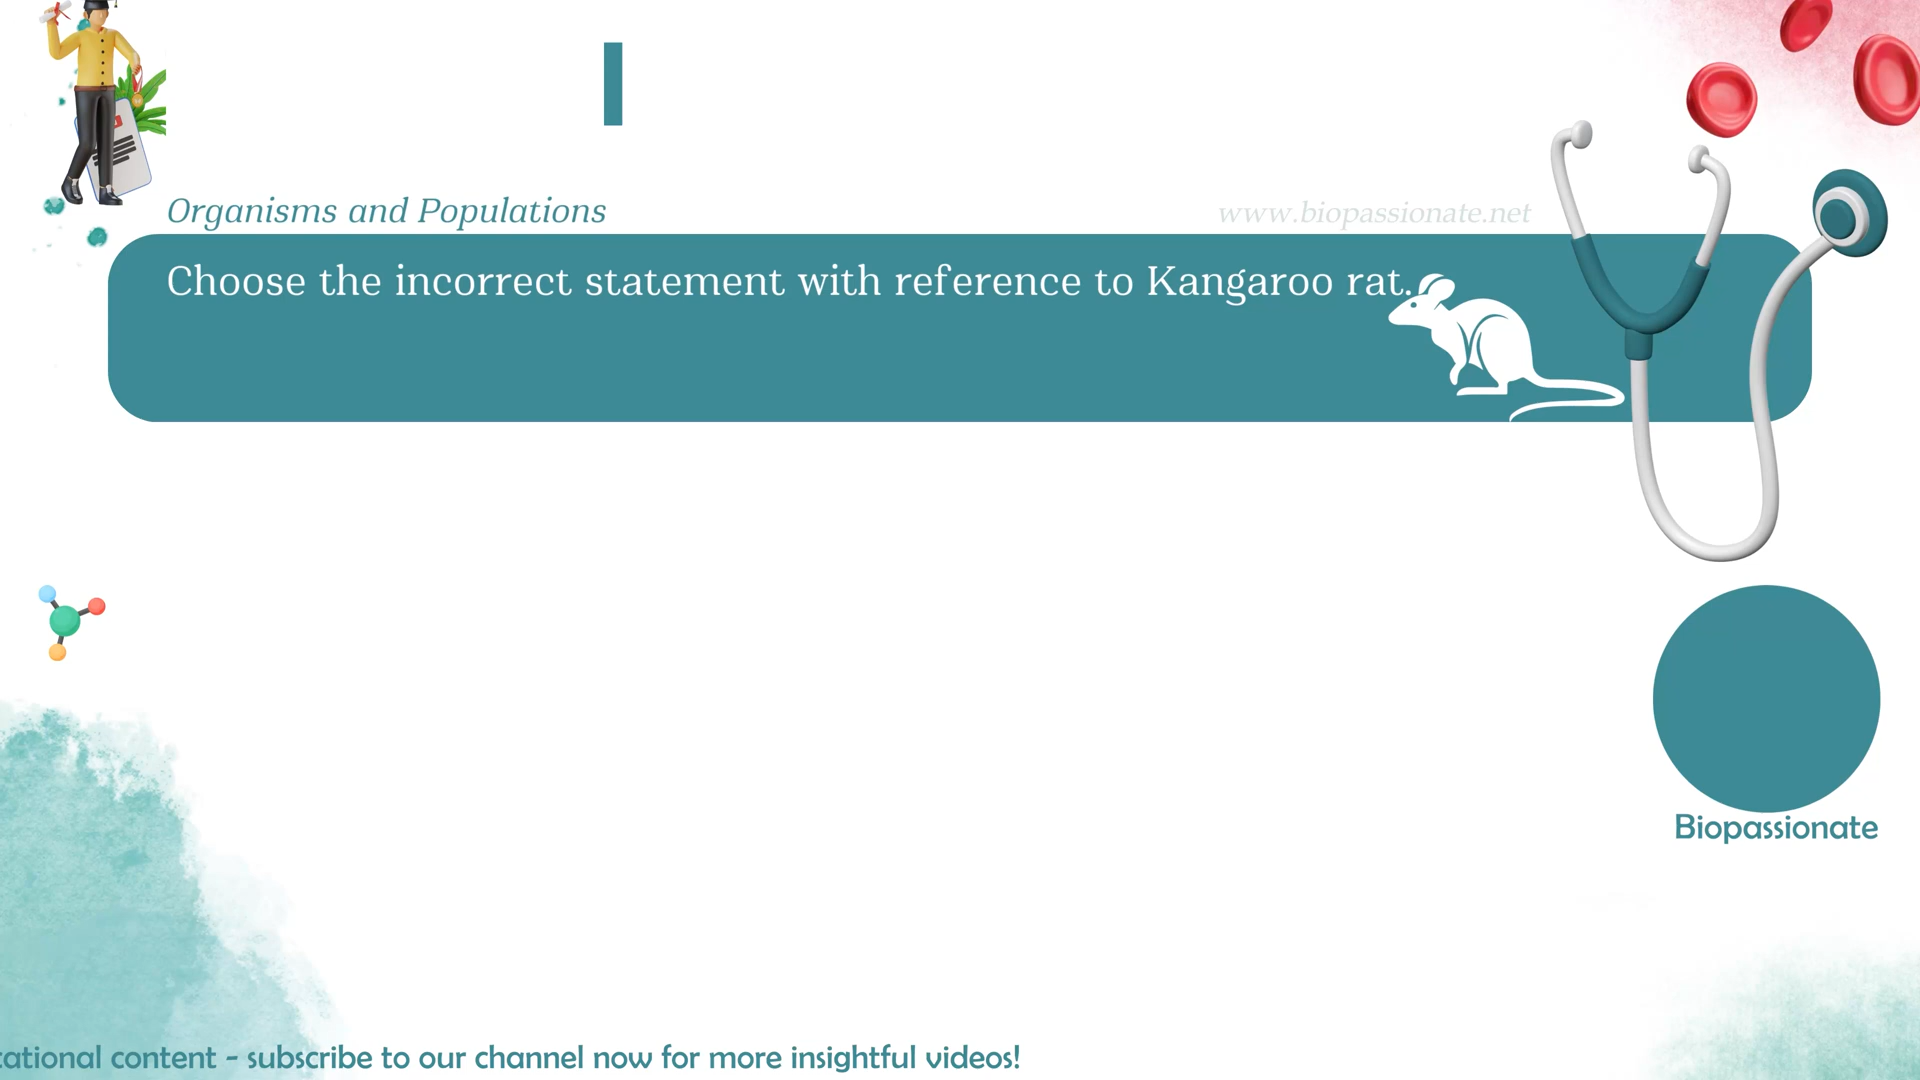 Organisms and Populations
www.biopassionate.net
Choose the incorrect statement with reference to Kangaroo rat.
Biopassionate
cational content - subscribe to our channel now for more insightful videos!